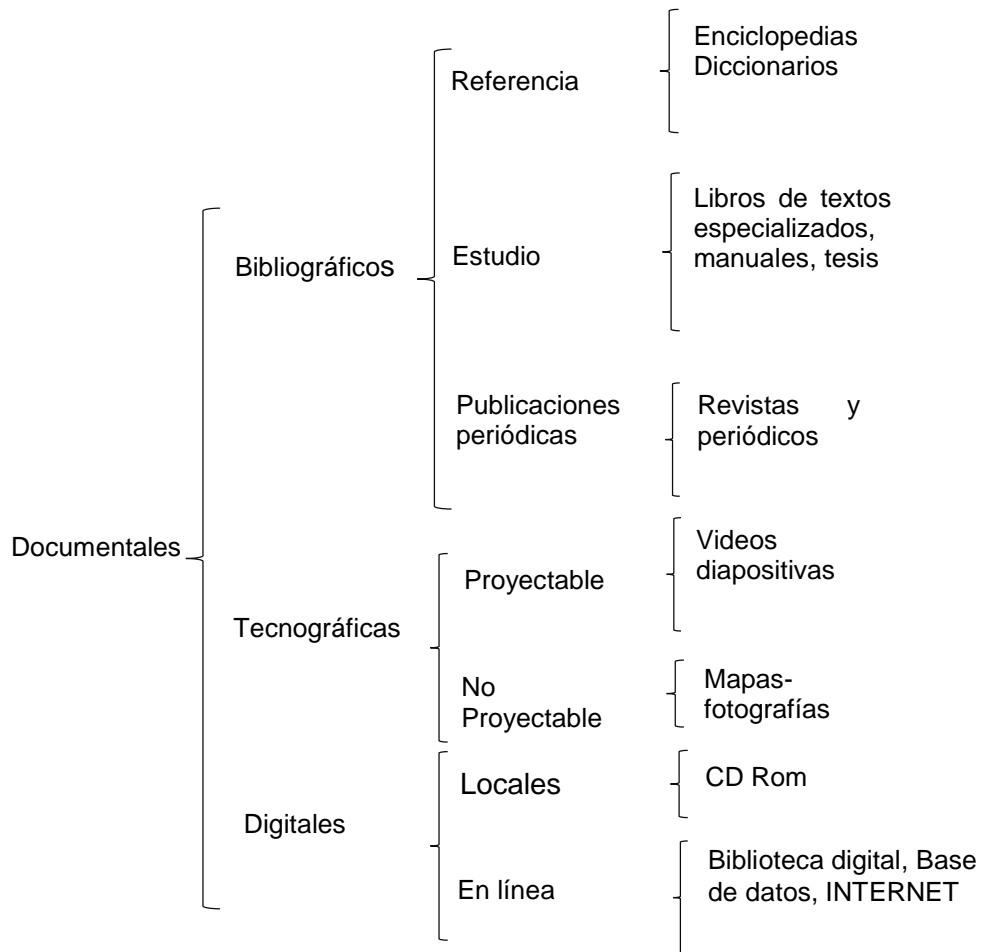 Documentales
Bibliográficos
Referencia
Enciclopedias
Diccionarios
Estudio
Libros de textos
especializados,
manuales, tesis
Publicaciones
periódicas
Revistas y
periódicos
Tecnográficas
Proyectable
Videos
diapositivas
No
Proyectable
Mapas-
fotografías
Digitales
Locales
CD Rom
En línea
Biblioteca digital, Base
de datos, INTERNET